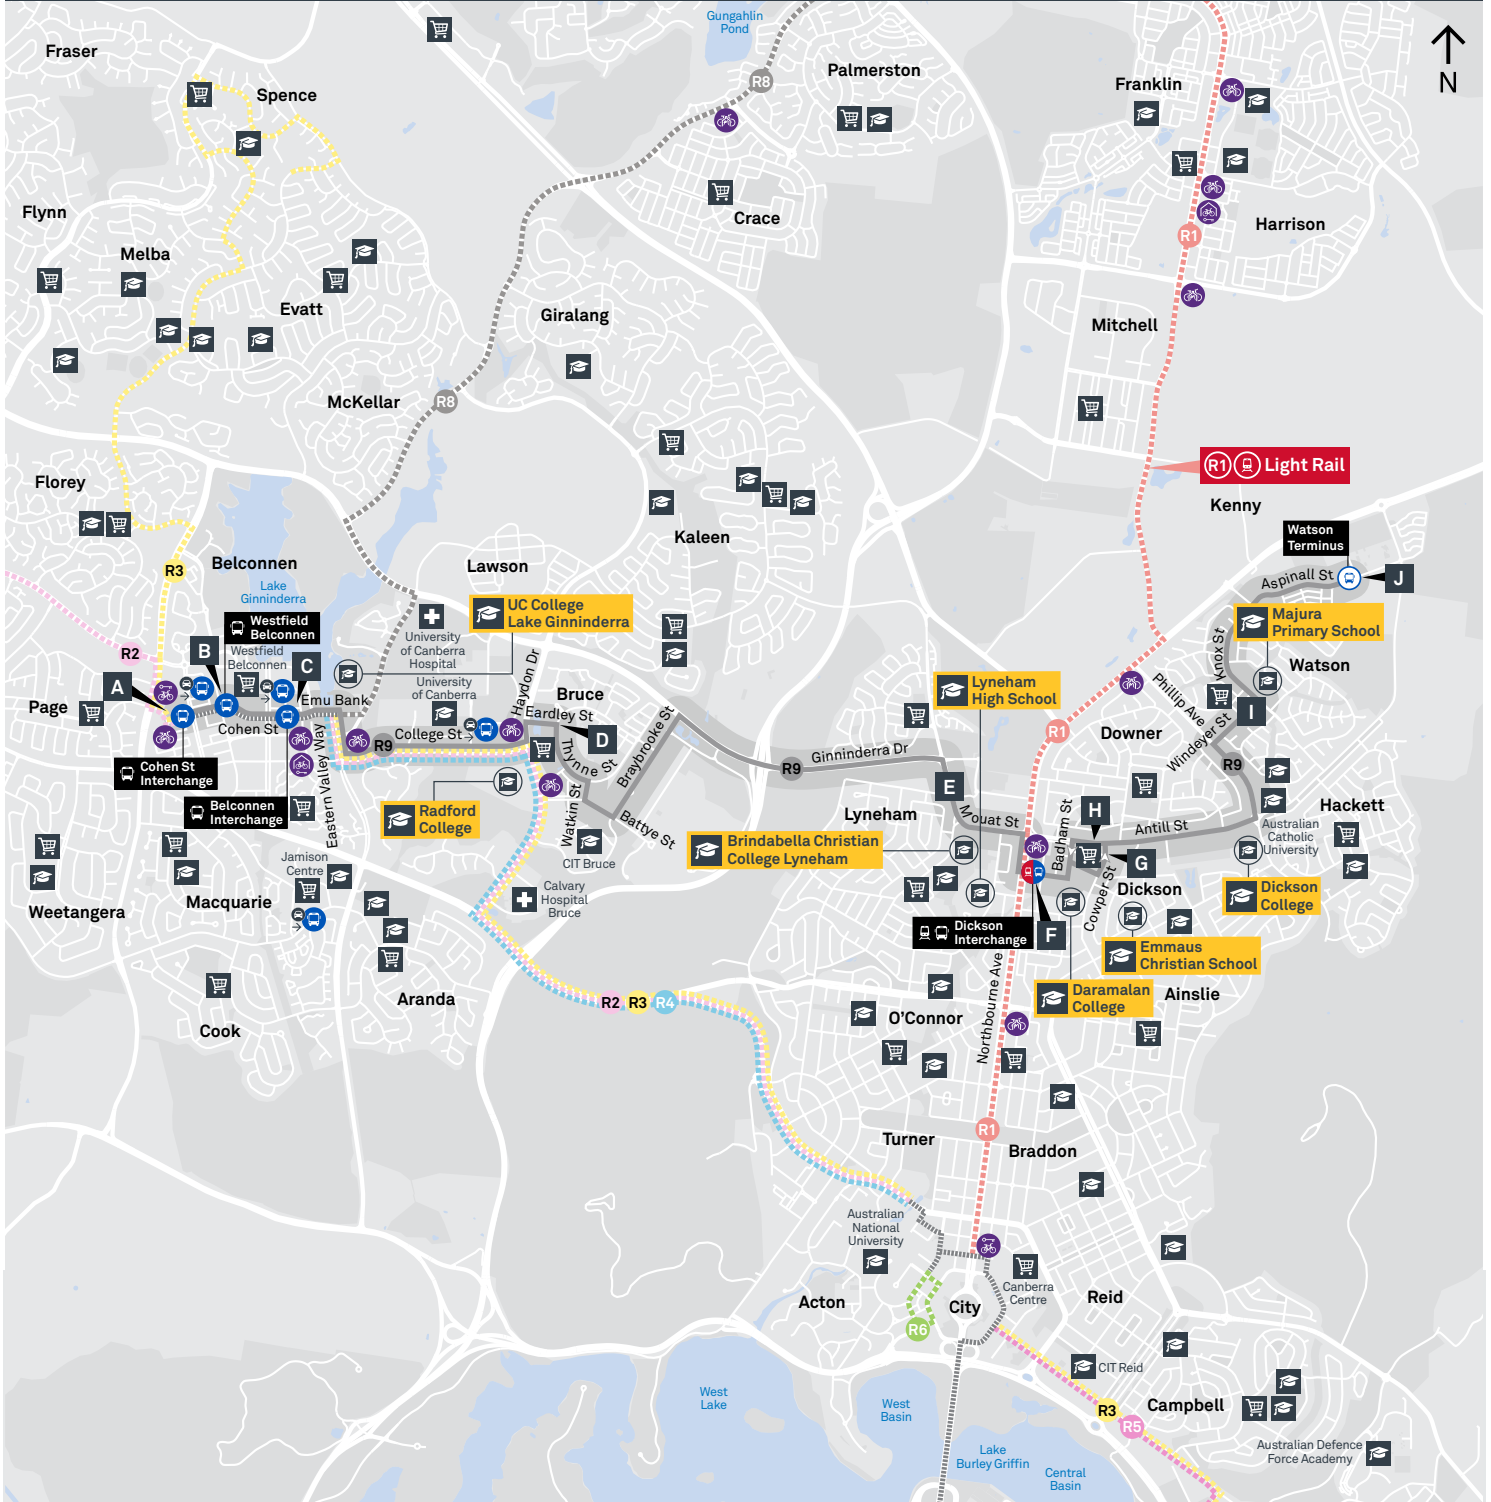 Gungahlin
Pond
Fraser
Palmerston
R8
N
Spence
Franklin
Flynn
Crace
Harrison
R1
Melba
Evatt
Giralang
Mitchell
McKellar
R8
R1 Light Rail
Florey
Kenny
Kaleen
Watson
Terminus
Belconnen
Lawson
R3
Aspinall St
J
Lake
Ginninderra
UC College
Lake Ginninderra
Majura
Primary School
Westfield
Belconnen
University
of Canberra
Hospital
Knox St
R2
B
Westfield
Belconnen
C
Haydon Dr
Watson
University
of Canberra
Lyneham
High School
A
Emu Bank
Bruce
Phillip Ave
Page
Eardley St
I
Cohen St
College St
R9
D
Braybrooke St
R1
Downer
Windeyer St
Thynne St
Ginninderra Dr
R9
R9
Cohen St
Interchange
Eastern Valley Way
E
Belconnen
Interchange
Radford
College
Watkin St
Battye St
Lyneham
Mouat St
Badham St
H
Antill St
Hackett
Brindabella Christian
College Lyneham
Australian
Catholic
University
Jamison
Centre
CIT Bruce
G
Macquarie
Calvary
Hospital
Bruce
Dickson
Cowper St
Dickson
College
Weetangera
Dickson
Interchange
F
Emmaus
Christian School
Northbourne Ave
Daramalan
College
Ainslie
Aranda
R2
R3
R4
Cook
O'Connor
Turner
R1
Braddon
Australian
National
University
Canberra
Centre
Acton
City
Reid
R6
CIT Reid
West
Lake
West
Basin
R3
Campbell
R5
Lake
Burley Griffin
Australian Defence
Force Academy
Central
Basin